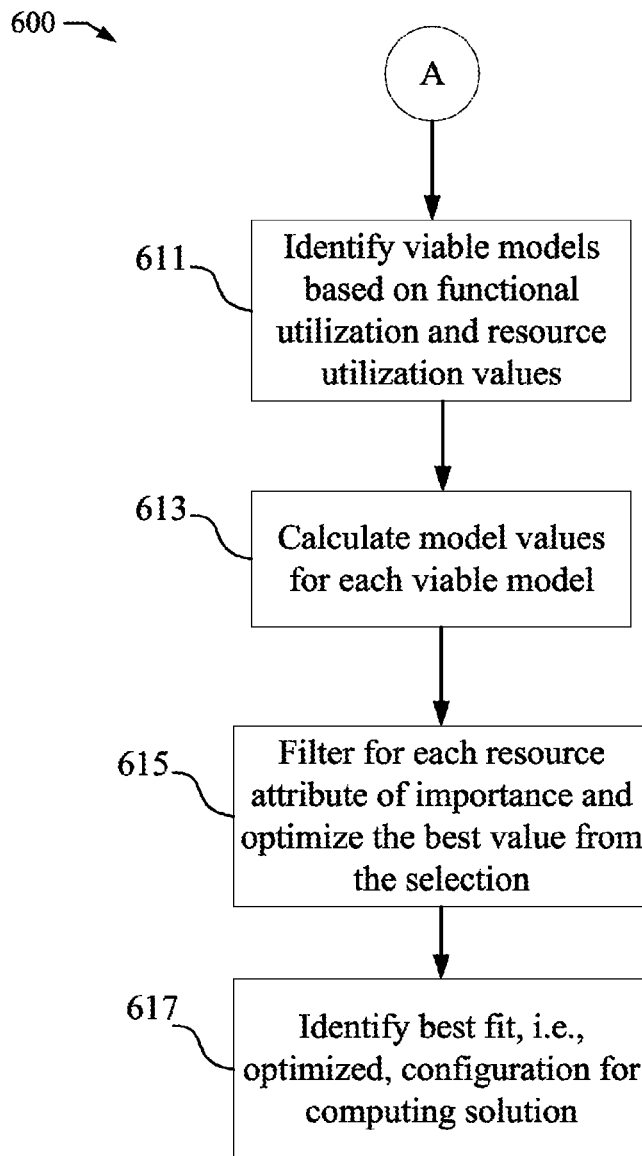 600
A
611
Identify viable models
based on functional
utilization and resource
utilization values
613
Calculate model values
for each viable model
615
Filter for each resource
attribute of importance and
optimize the best value from
the selection
617
Identify best fit, i.e.,
optimized, configuration for
computing solution